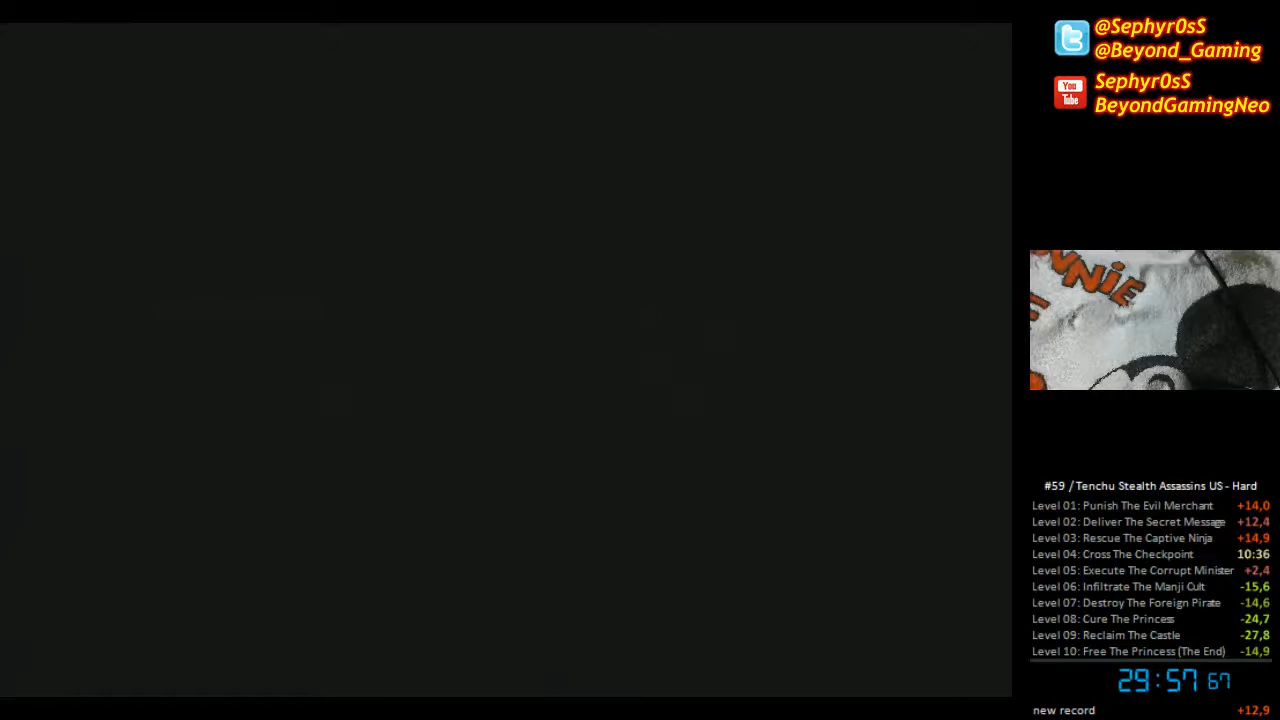 @Sephyr0sS
@Beyond_Gaming
You Tube
Sephyr0sS
BeyondGamingNeo
#59 / Tenchu Stealth Assassins US - Hard
Level 01: Punish The Evil Merchant +14,0
Level 02: Deliver The Secret Message +12,4
Level 03: Rescue The Captive Ninja +14,9
Level 04: Cross The Checkpoint 10:36
Level 05: Execute The Corrupt Minister +2,4
Level 06: Infiltrate The Manji Cult -15,6
Level 07: Destroy The Foreign Pirate -14,6
Level 08: Cure The Princess -24,7
Level 09: Reclaim The Castle -27,8
Level 10: Free The Princess (The End) -14,9
29:57 67
new record +12,9